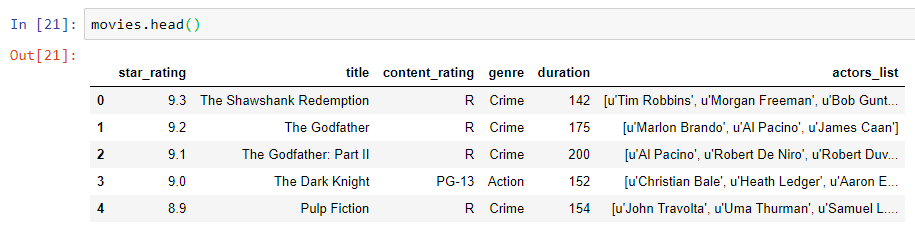 In [21]: movies.head()
Out[21]:
star_rating title content_rating genre duration actors_list
0 9.3 The Shawshank Redemption R Crime 142 [u'Tim Robbins', u'Morgan Freeman', u'Bob Gunt...
1 9.2 The Godfather R Crime 175 [u'Marlon Brando', u'Al Pacino', u'James Caan']
2 9.1 The Godfather: Part II R Crime 200 [u'Al Pacino', u'Robert De Niro', u'Robert Duv...
3 9.0 The Dark Knight PG-13 Action 152 [u'Christian Bale', u'Heath Ledger', u'Aaron E...
4 8.9 Pulp Fiction R Crime 154 [u'John Travolta', u'Uma Thurman', u'Samuel L....